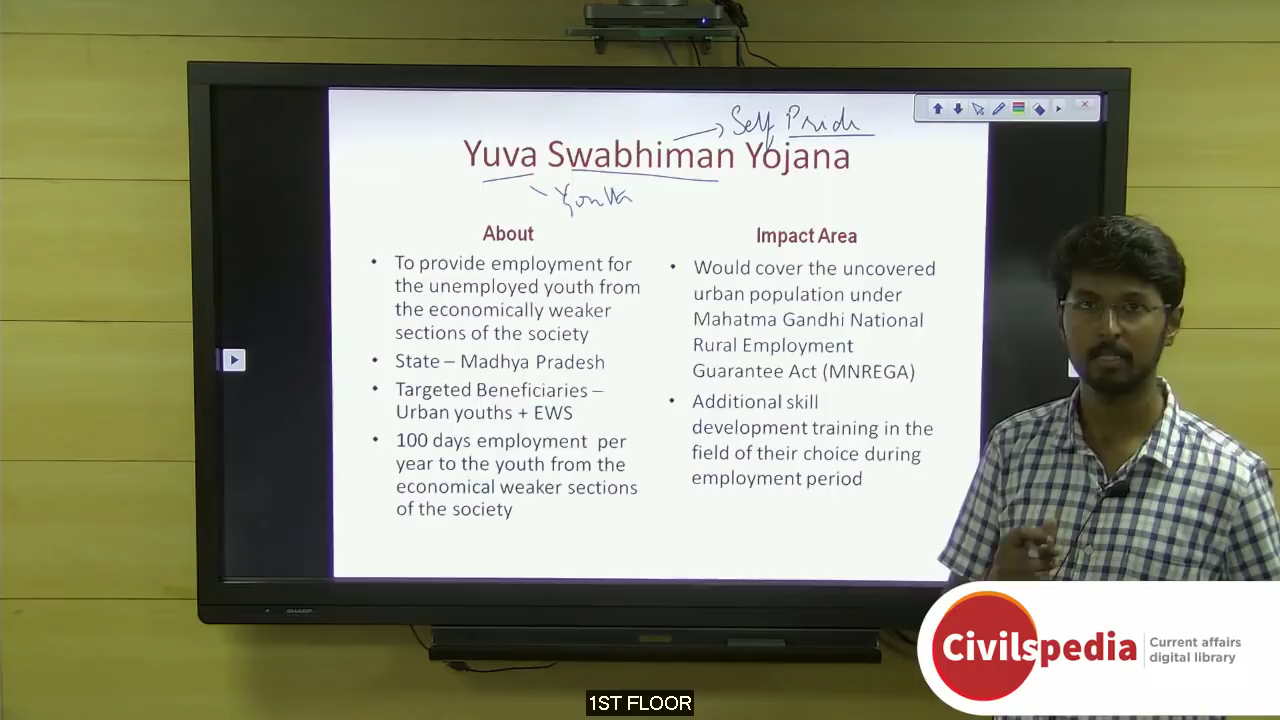 Self Pride
Yuva Swabhiman Yojana
Youth
About
• To provide employment for
the unemployed youth from
the economically weaker
sections of the society
• State – Madhya Pradesh
• Targeted Beneficiaries –
Urban youths + EWS
• 100 days employment per
year to the youth from the
economical weaker sections
of the society
Impact Area
• Would cover the uncovered
urban population under
Mahatma Gandhi National
Rural Employment
Guarantee Act (MNREGA)
• Additional skill
development training in the
field of their choice during
employment period
SHARP
Civilspedia
Current affairs
digital library
1ST FLOOR